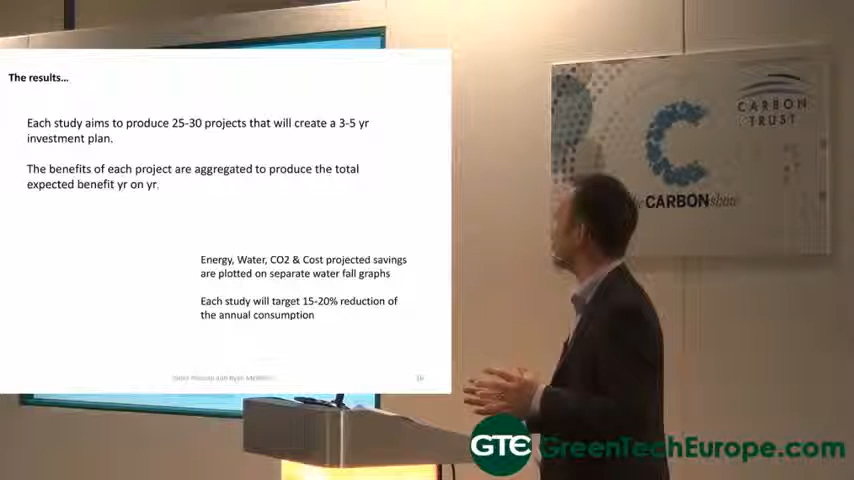 The results...
Each study aims to produce 25-30 projects that will create a 3-5 yr
investment plan.
The benefits of each project are aggregated to produce the total
expected benefit yr on yr.
Energy, Water, CO2 & Cost projected savings
are plotted on separate water fall graphs
Each study will target 15-20% reduction of
the annual consumption
16
CARBON
TRUST
the CARBON show
GTE GreenTechEurope.com